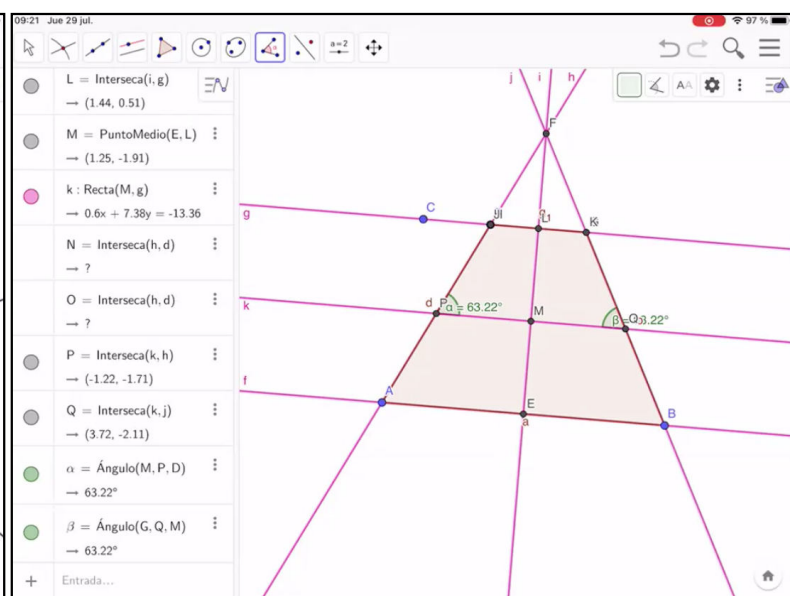 09:21 Jue 29 jul.
97 %
a=2
L = Interseca(i, g)
→ (1.44, 0.51)
M = PuntoMedio(E, L)
→ (1.25, -1.91)
k : Recta(M, g)
→ 0.6x + 7.38y = -13.36
N = Interseca(h, d)
→ ?
O = Interseca(h, d)
→ ?
P = Interseca(k, h)
→ (-1.22, -1.71)
Q = Interseca(k, j)
→ (3.72, -2.11)
α = Ángulo(M, P, D)
→ 63.22°
β = Ángulo(G, Q, M)
→ 63.22°
Entrada…
AA
j
i
h
F
C
g
K
d
P
α = 63.22°
k
M
f
A
E
a
B